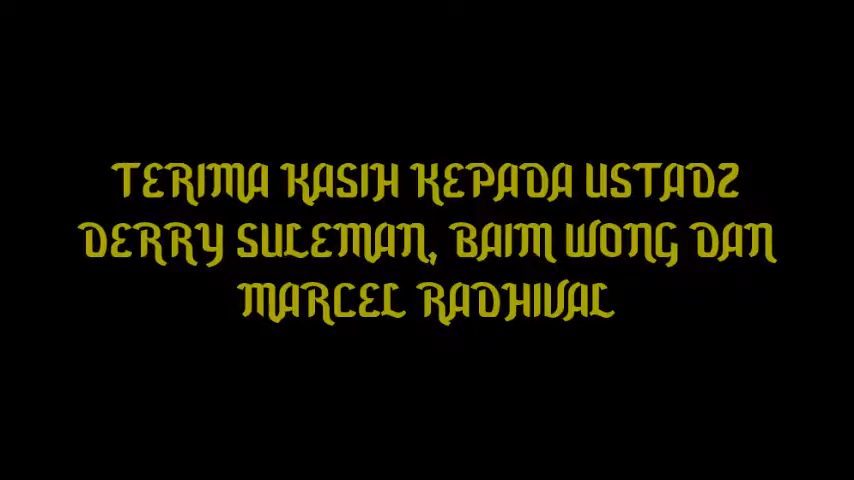 TERIMA KASIH KEPADA USTADZ
DERRY SULEMAN, BAIM WONG DAN
MARCEL RADHIVAL